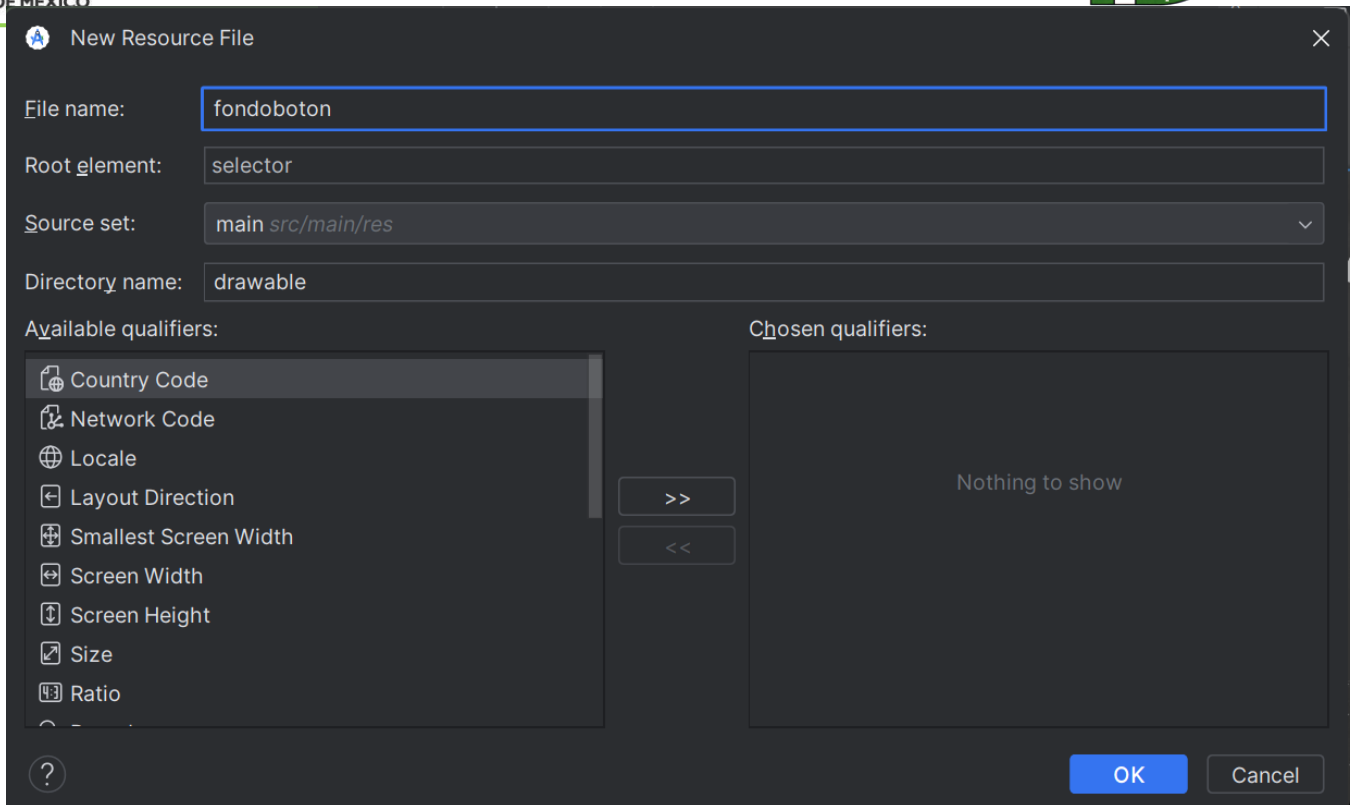 DE MÉXICO
New Resource File
File name: fondoboton
Root element: selector
Source set: main src/main/res
Directory name: drawable
Available qualifiers: Chosen qualifiers:
Country Code
Network Code
Locale
Layout Direction
Smallest Screen Width
Screen Width
Screen Height
Size
Ratio
Nothing to show
>>
<<
? OK Cancel